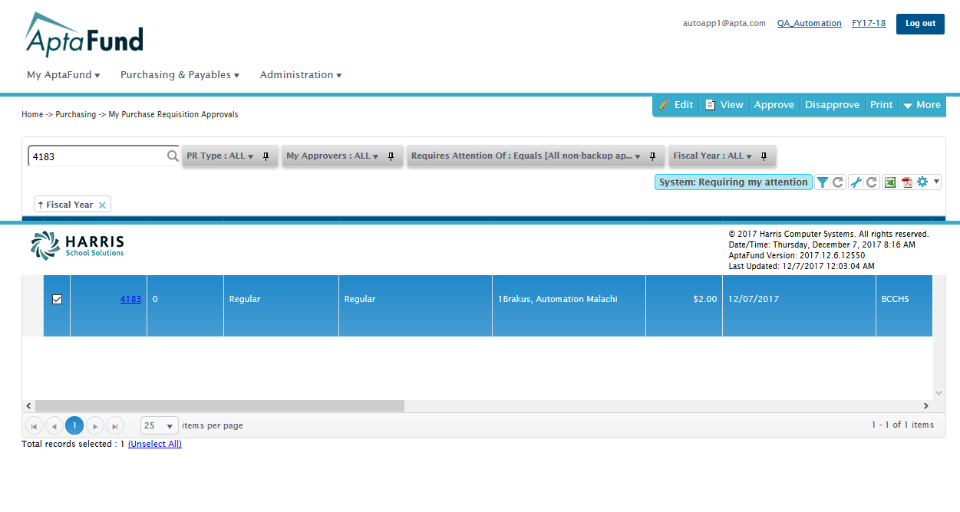 AptaFund
autoapp1@apta.com QA_Automation FY17-18 Log out
My AptaFund Purchasing & Payables Administration
Edit View Approve Disapprove Print More
Home -> Purchasing -> My Purchase Requisition Approvals
4183 PR Type : ALL My Approvers : ALL Requires Attention Of : Equals [All non-backup ap... Fiscal Year : ALL
System: Requiring my attention
↑ Fiscal Year ×
HARRIS
School Solutions
© 2017 Harris Computer Systems. All rights reserved.
Date/Time: Thursday, December 7, 2017 8:16 AM
AptaFund Version: 2017.12.6.12550
Last Updated: 12/7/2017 12:03:04 AM
4183 0 Regular Regular 1Brakus, Automation Malachi $2.00 12/07/2017 BCCHS
1 25 items per page 1 - 1 of 1 items
Total records selected : 1 (Unselect All)